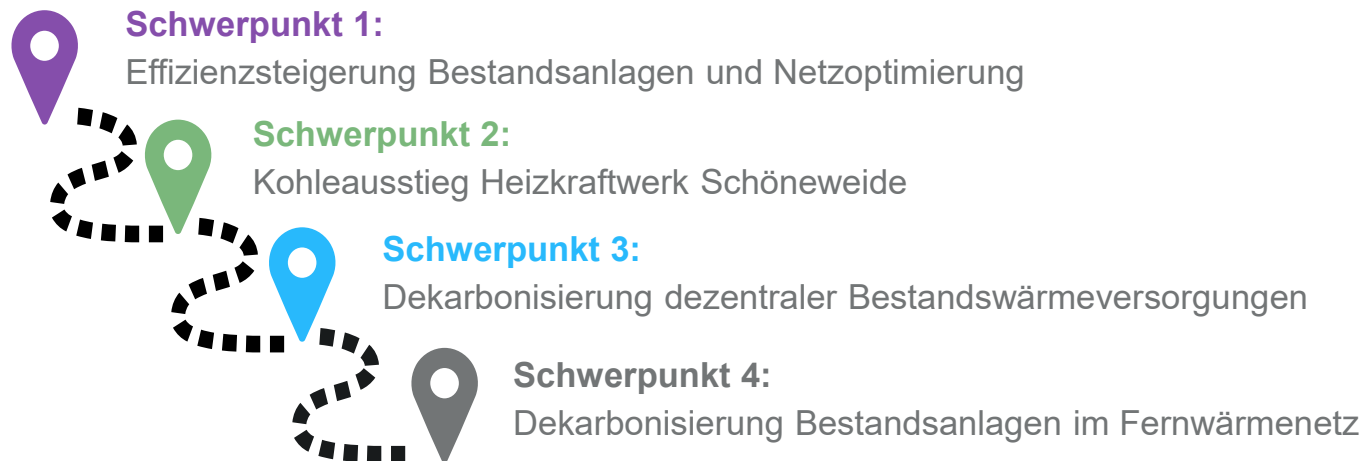 Schwerpunkt 1:
Effizienzsteigerung Bestandsanlagen und Netzoptimierung
Schwerpunkt 2:
Kohleausstieg Heizkraftwerk Schöneweide
Schwerpunkt 3:
Dekarbonisierung dezentraler Bestandswärmeversorgungen
Schwerpunkt 4:
Dekarbonisierung Bestandsanlagen im Fernwärmenetz